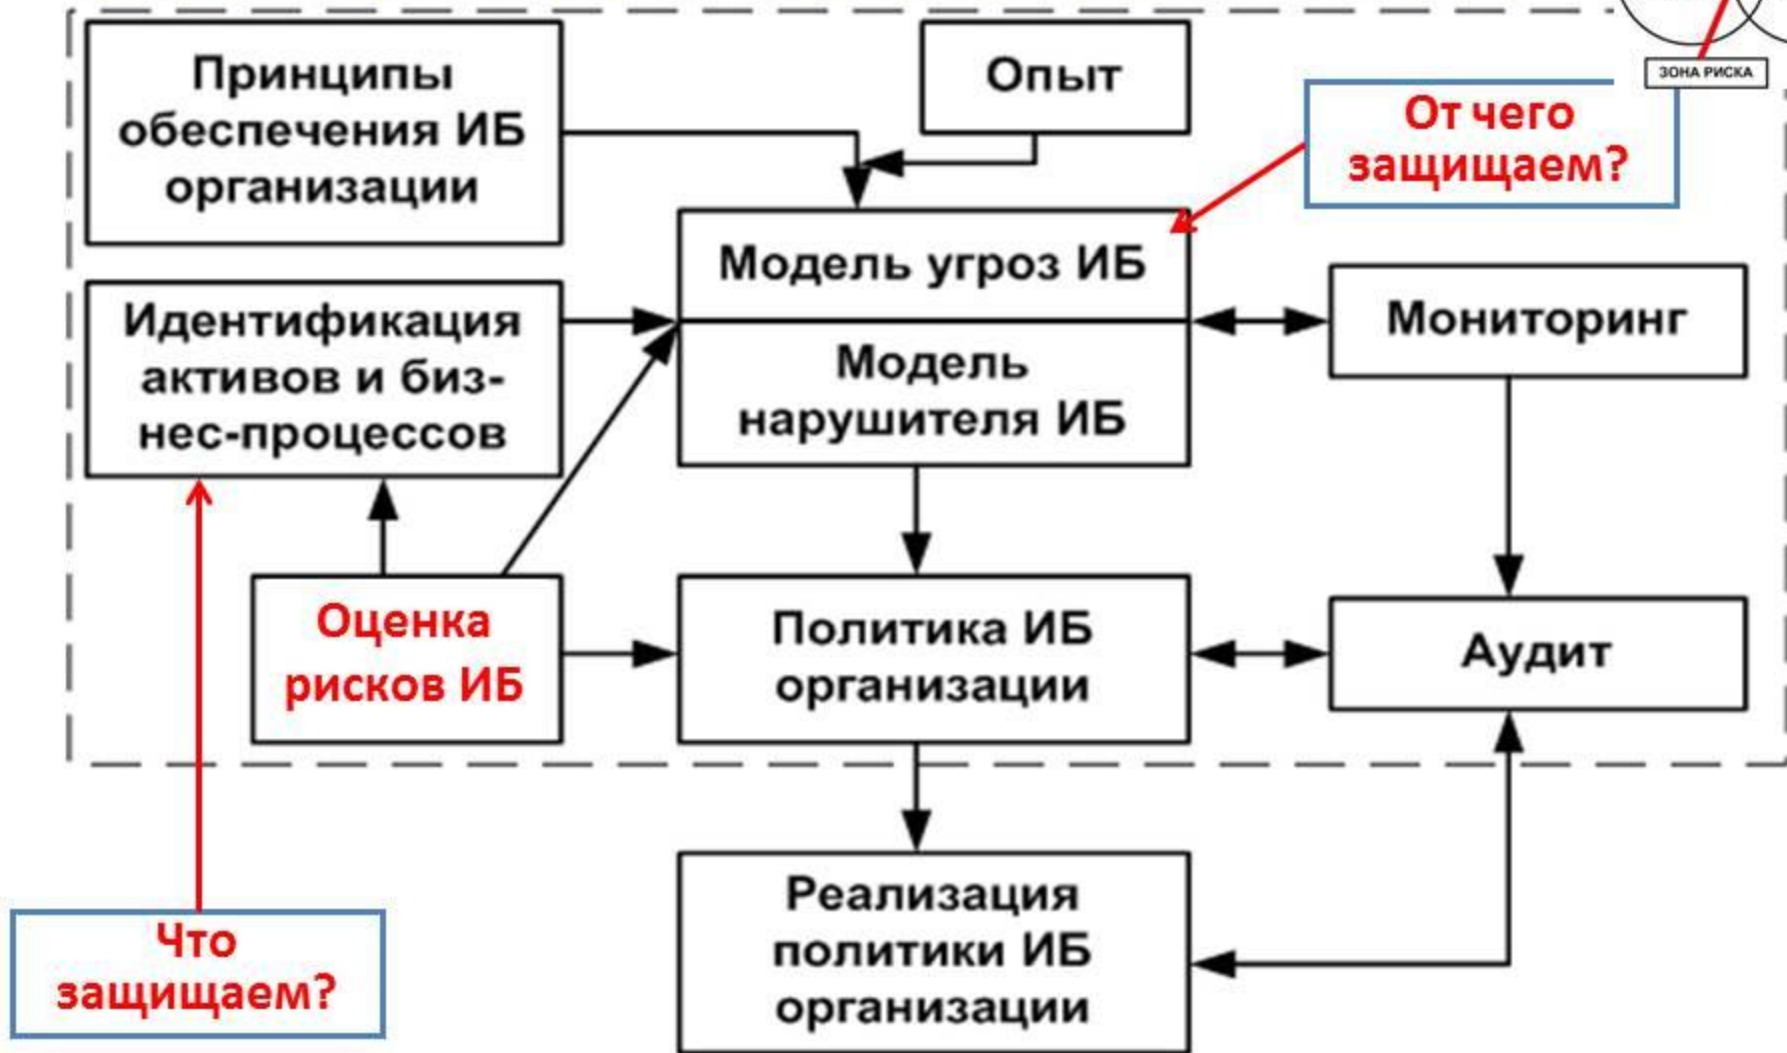 Принципы
обеспечения ИБ
организации
Опыт
ЗОНА РИСКА
От чего
защищаем?
Модель угроз ИБ
Идентификация
активов и биз-
нес-процессов
Модель
нарушителя ИБ
Мониторинг
Оценка
рисков ИБ
Политика ИБ
организации
Аудит
Что
защищаем?
Реализация
политики ИБ
организации